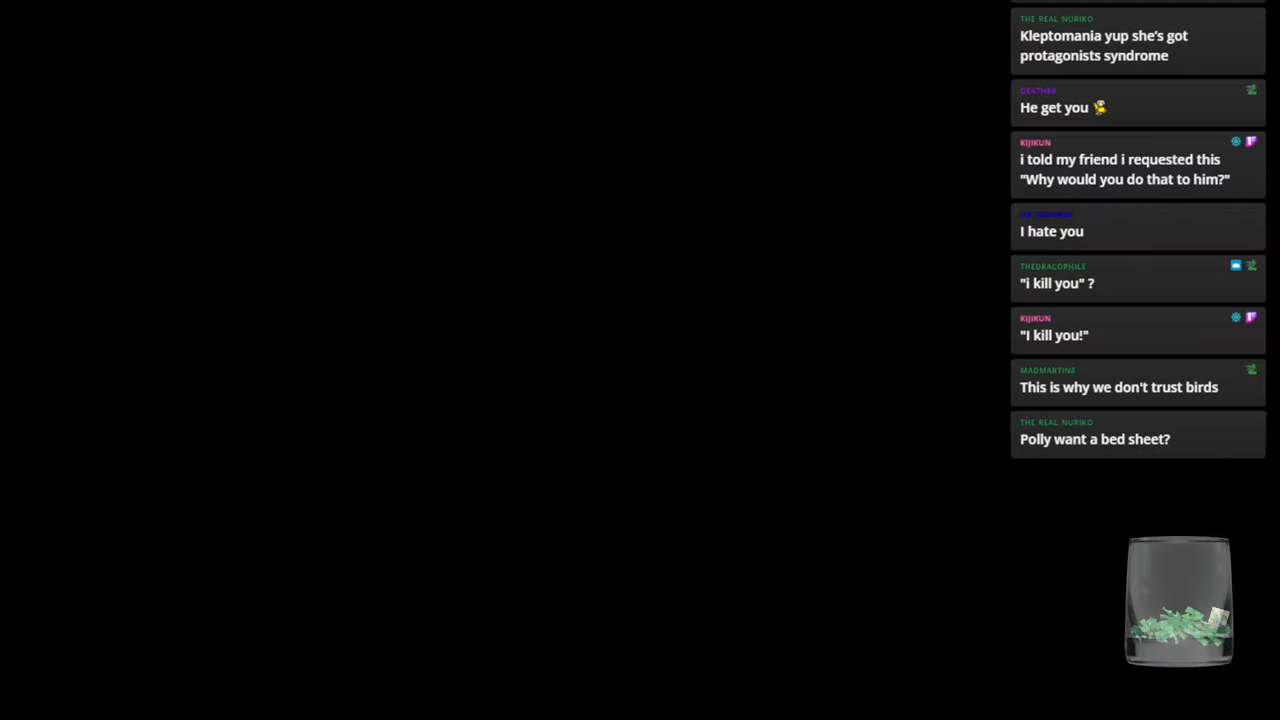 THE REAL NURIKO
Kleptomania yup she's got
protagonists syndrome
DEATH89
He get you
KIJIKUN
i told my friend i requested this
"Why would you do that to him?"
I hate you
THEDRACOPHILE
"i kill you" ?
KIJIKUN
"I kill you!"
MADMARTIN8
This is why we don't trust birds
THE REAL NURIKO
Polly want a bed sheet?